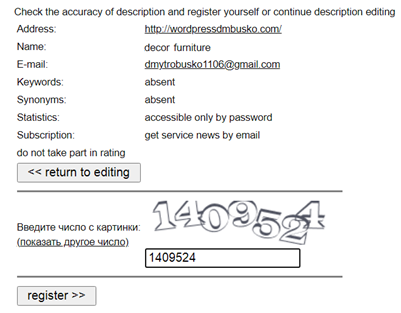 Check the accuracy of description and register yourself or continue description editing
Address: http://wordpressdmbusko.com/
Name: decor furniture
E-mail: dmytrobusko1106@gmail.com
Keywords: absent
Synonyms: absent
Statistics: accessible only by password
Subscription: get service news by email
do not take part in rating
<< return to editing
1409524
Введите число с картинки:
(показать другое число)
1409524
register >>